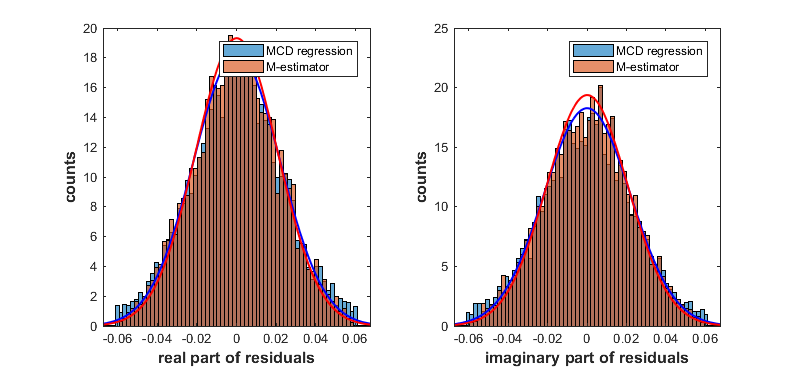 20
18
16
14
12
10
8
6
4
2
0
counts
-0.06 -0.04 -0.02 0 0.02 0.04 0.06
real part of residuals
MCD regression
M-estimator
25
20
15
10
5
0
counts
-0.06 -0.04 -0.02 0 0.02 0.04 0.06
imaginary part of residuals
MCD regression
M-estimator